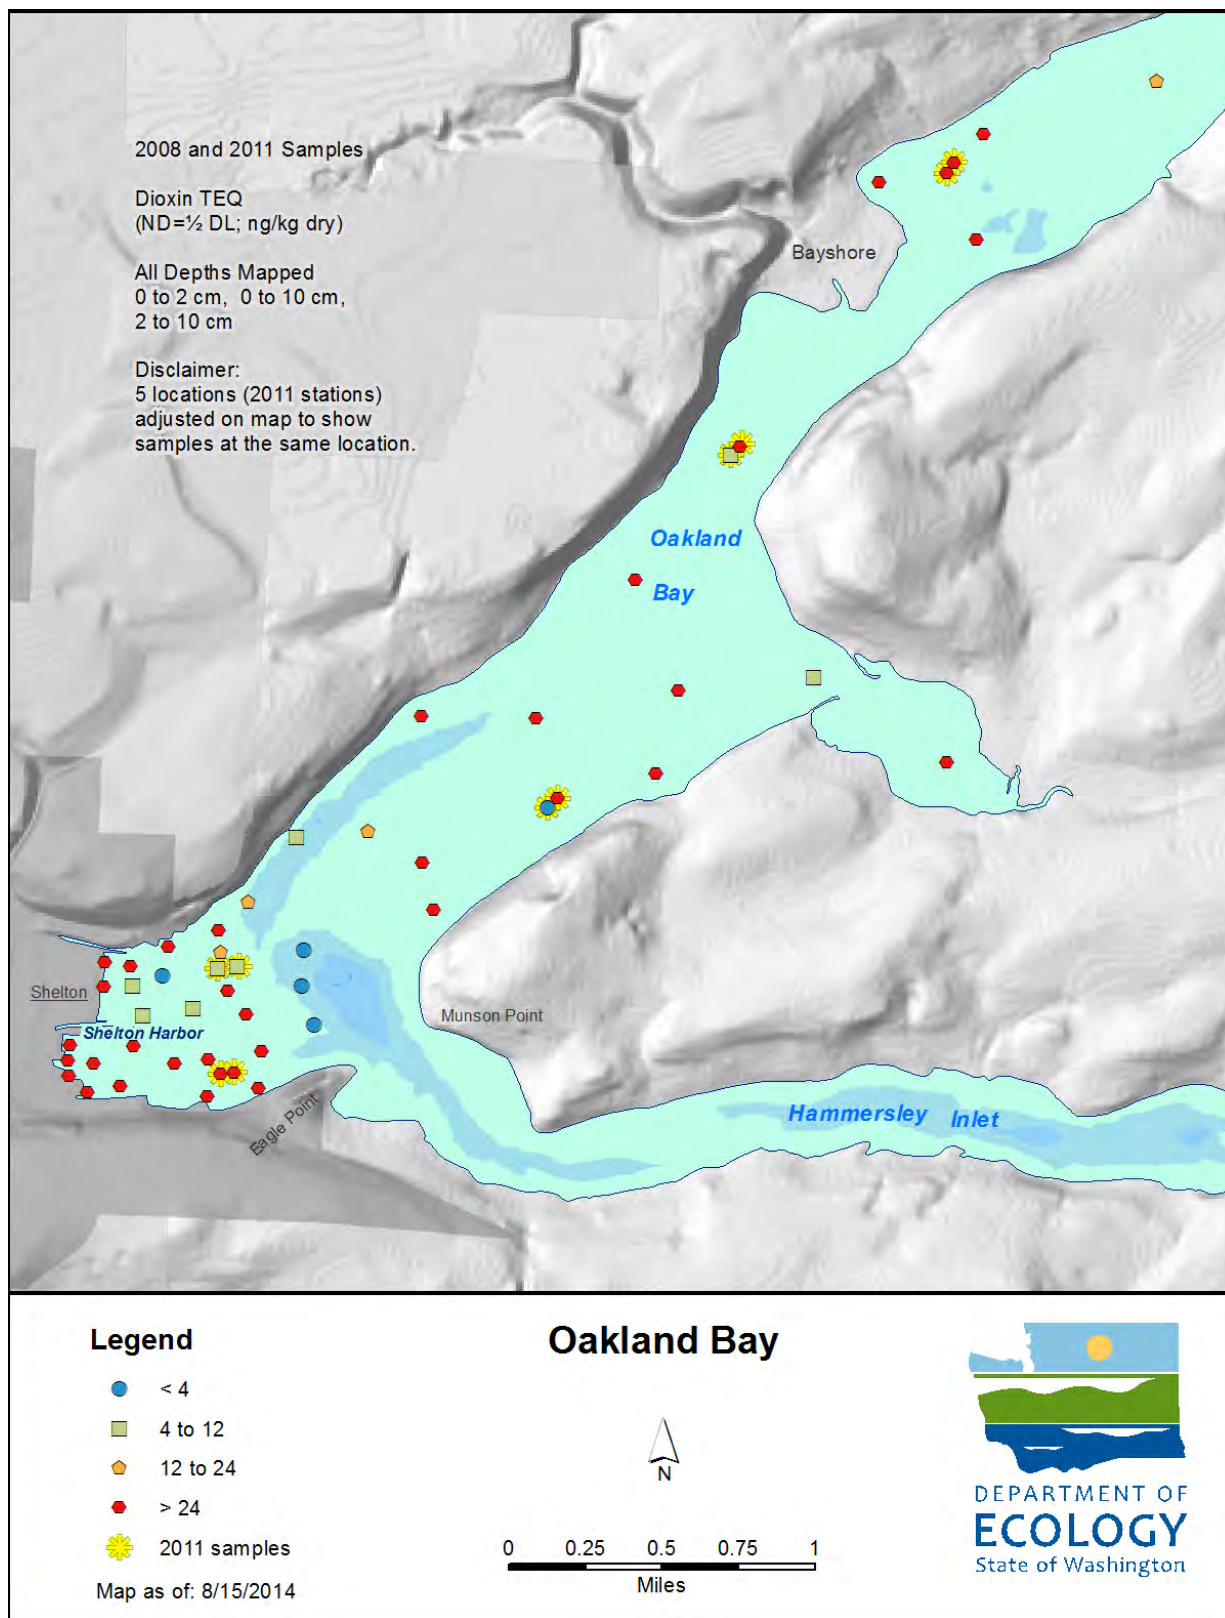 2008 and 2011 Samples
Dioxin TEQ
(ND=½ DL; ng/kg dry)
All Depths Mapped
0 to 2 cm, 0 to 10 cm,
2 to 10 cm
Disclaimer:
5 locations (2011 stations)
adjusted on map to show
samples at the same location.
Bayshore
Oakland
Bay
Shelton
Shelton Harbor
Munson Point
Eagle Point
Hammersley Inlet
Legend
< 4
4 to 12
12 to 24
> 24
2011 samples
Map as of: 8/15/2014
Oakland Bay
N
0 0.25 0.5 0.75 1
Miles
DEPARTMENT OF
ECOLOGY
State of Washington